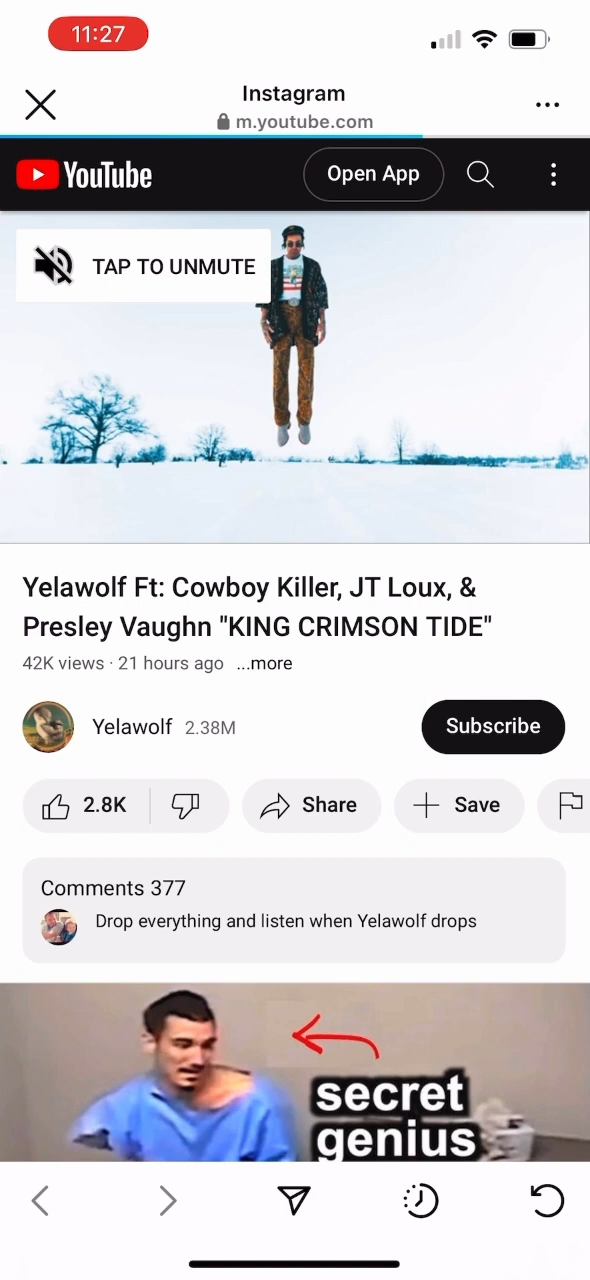 11:27
Instagram
m.youtube.com
YouTube
Open App
TAP TO UNMUTE
Yelawolf Ft: Cowboy Killer, JT Loux, &
Presley Vaughn "KING CRIMSON TIDE"
42K views · 21 hours ago ...more
Yelawolf 2.38M
Subscribe
2.8K
Share
Save
Comments 377
Drop everything and listen when Yelawolf drops
secret
genius